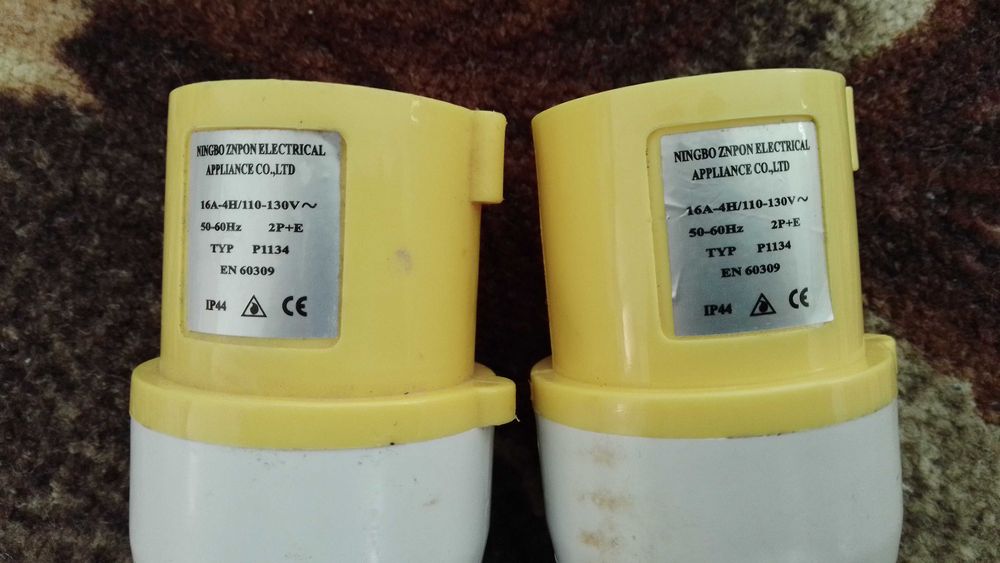 NINGBO ZNPON ELECTRICAL
APPLIANCE CO.,LTD
16A-4H/110-130V~
50-60Hz 2P+E
TYP P1134
EN 60309
IP44 CE
NINGBO ZNPON ELECTRICAL
APPLIANCE CO.,LTD
16A-4H/110-130V~
50-60Hz 2P+E
TYP P1134
EN 60309
IP44 CE